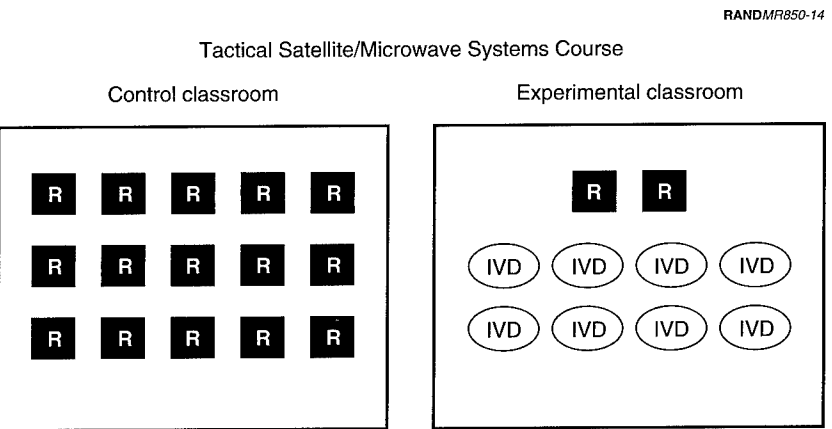 RANDMR850-14
Tactical Satellite/Microwave Systems Course
Control classroom
Experimental classroom
R R R R R
R R R R R
R R R R R
R R
IVD IVD IVD IVD
IVD IVD IVD IVD